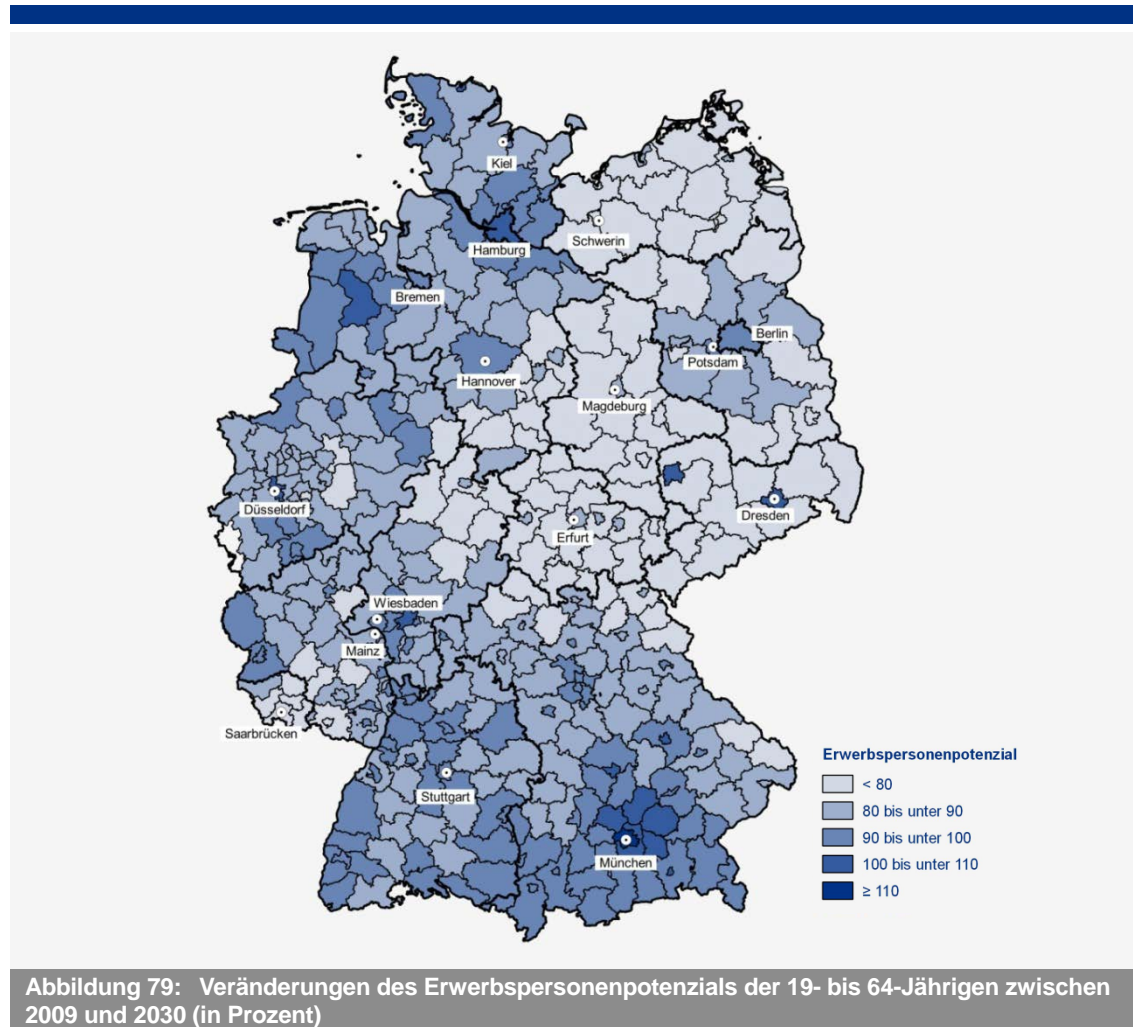 Kiel
Schwerin
Hamburg
Bremen
Berlin
Potsdam
Hannover
Magdeburg
Düsseldorf
Dresden
Erfurt
Wiesbaden
Mainz
Saarbrücken
Stuttgart
München
Erwerbspersonenpotenzial
< 80
80 bis unter 90
90 bis unter 100
100 bis unter 110
≥ 110
Abbildung 79: Veränderungen des Erwerbspersonenpotenzials der 19- bis 64-Jährigen zwischen
2009 und 2030 (in Prozent)